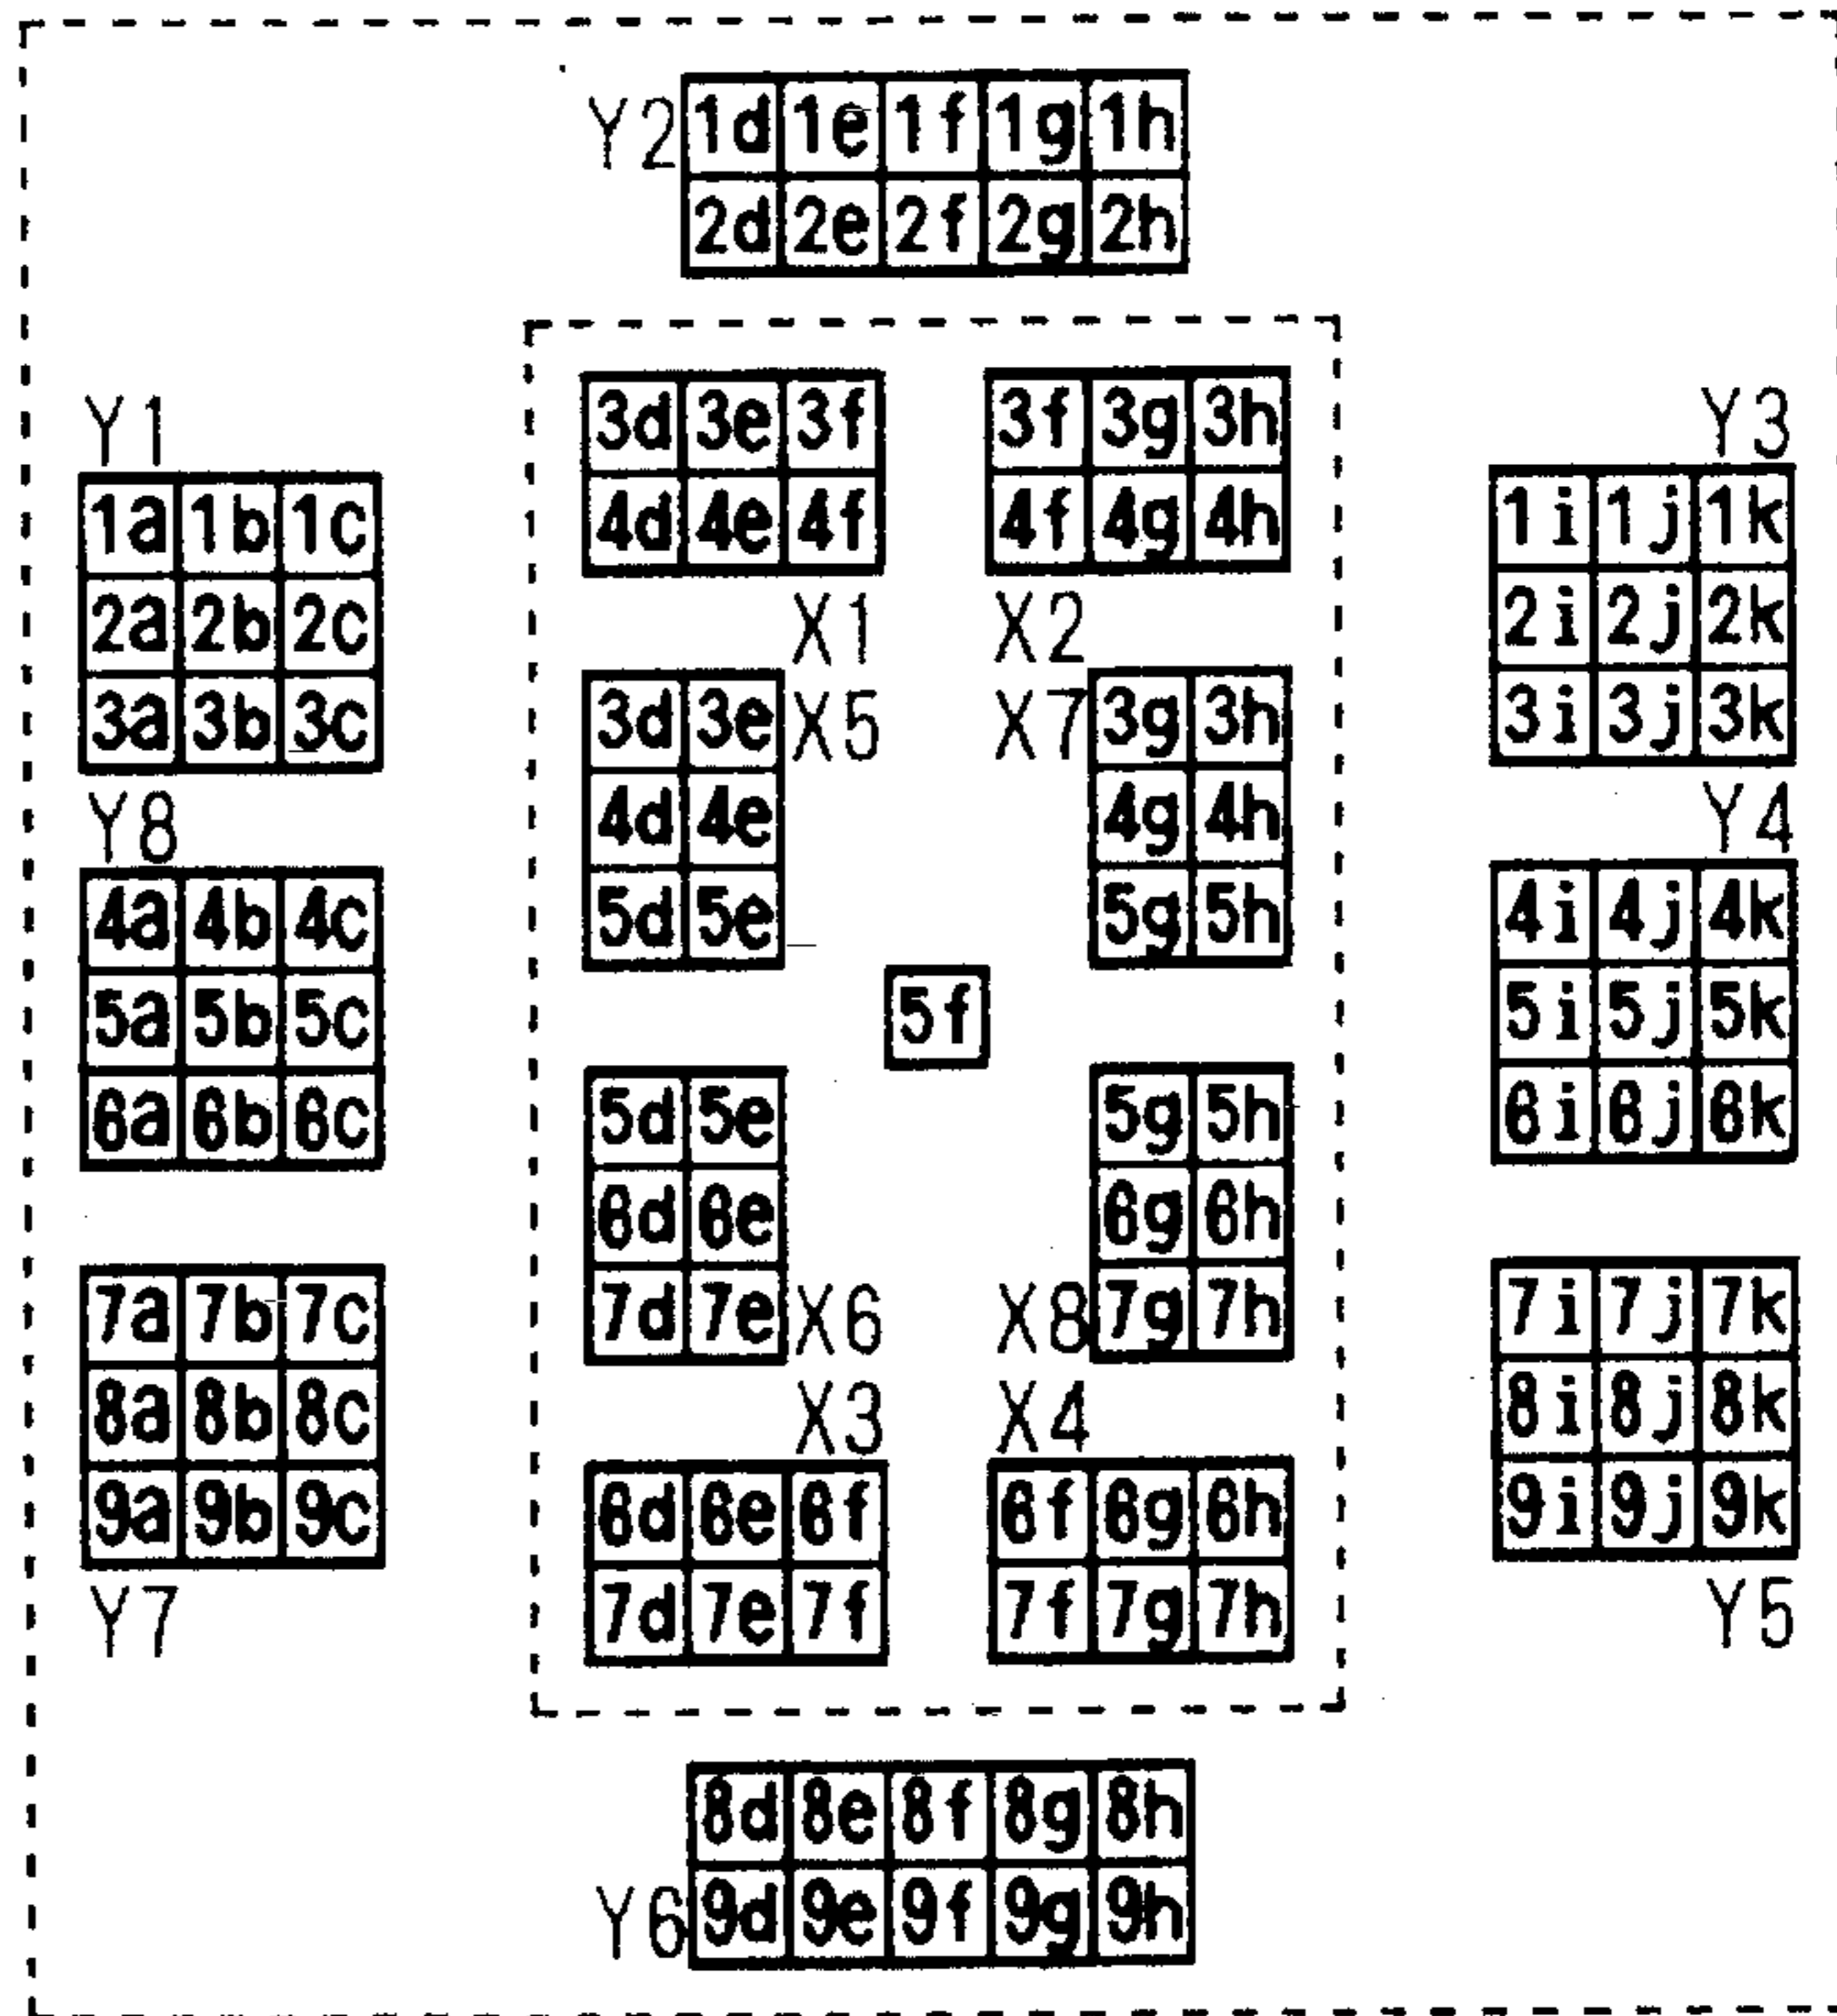 Y2 1d 1e 1f 1g 1h
2d 2e 2f 2g 2h
Y1
1a 1b 1c
2a 2b 2c
3a 3b 3c
Y8
4a 4b 4c
5a 5b 5c
6a 6b 6c
7a 7b 7c
8a 8b 8c
9a 9b 9c
Y7
3d 3e 3f
4d 4e 4f
X1
3f 3g 3h
4f 4g 4h
X2
3d 3e X5
4d 4e
5d 5e
X7 3g 3h
4g 4h
5g 5h
5f
5d 5e
6d 6e
7d 7e X6
5g 5h
6g 6h
X8 7g 7h
X3
6d 6e 6f
7d 7e 7f
X4
6f 6g 6h
7f 7g 7h
Y3
1i 1j 1k
2i 2j 2k
3i 3j 3k
Y4
4i 4j 4k
5i 5j 5k
6i 6j 6k
7i 7j 7k
8i 8j 8k
9i 9j 9k
Y5
8d 8e 8f 8g 8h
Y6 9d 9e 9f 9g 9h